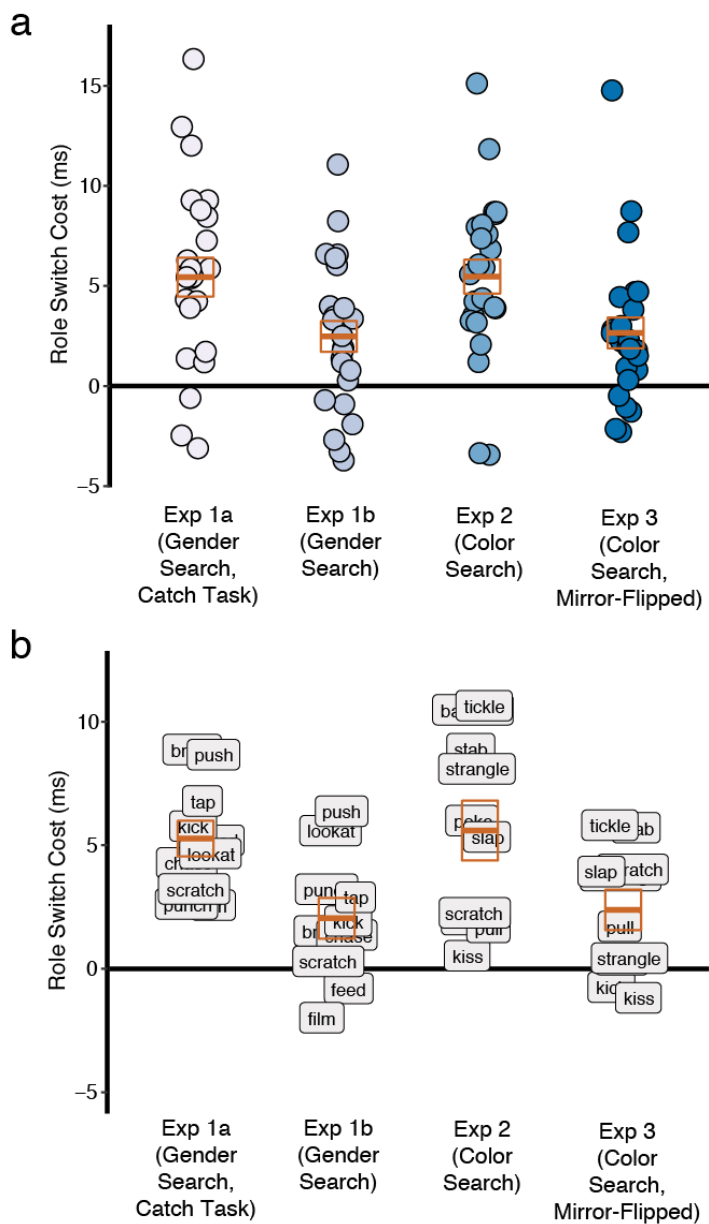 a
Role Switch Cost (ms)
15
10
5
0
−5
Exp 1a
(Gender
Search,
Catch Task)
Exp 1b
(Gender
Search)
Exp 2
(Color
Search)
Exp 3
(Color
Search,
Mirror-Flipped)
b
Role Switch Cost (ms)
10
5
0
−5
push
tap
kick
lookat
scratch
punch
push
lookat
tap
kick
scratch
feed
film
tickle
strangle
slap
scratch
pull
kiss
tickle
slap
pull
strangle
kiss
Exp 1a
(Gender
Search,
Catch Task)
Exp 1b
(Gender
Search)
Exp 2
(Color
Search)
Exp 3
(Color
Search,
Mirror-Flipped)